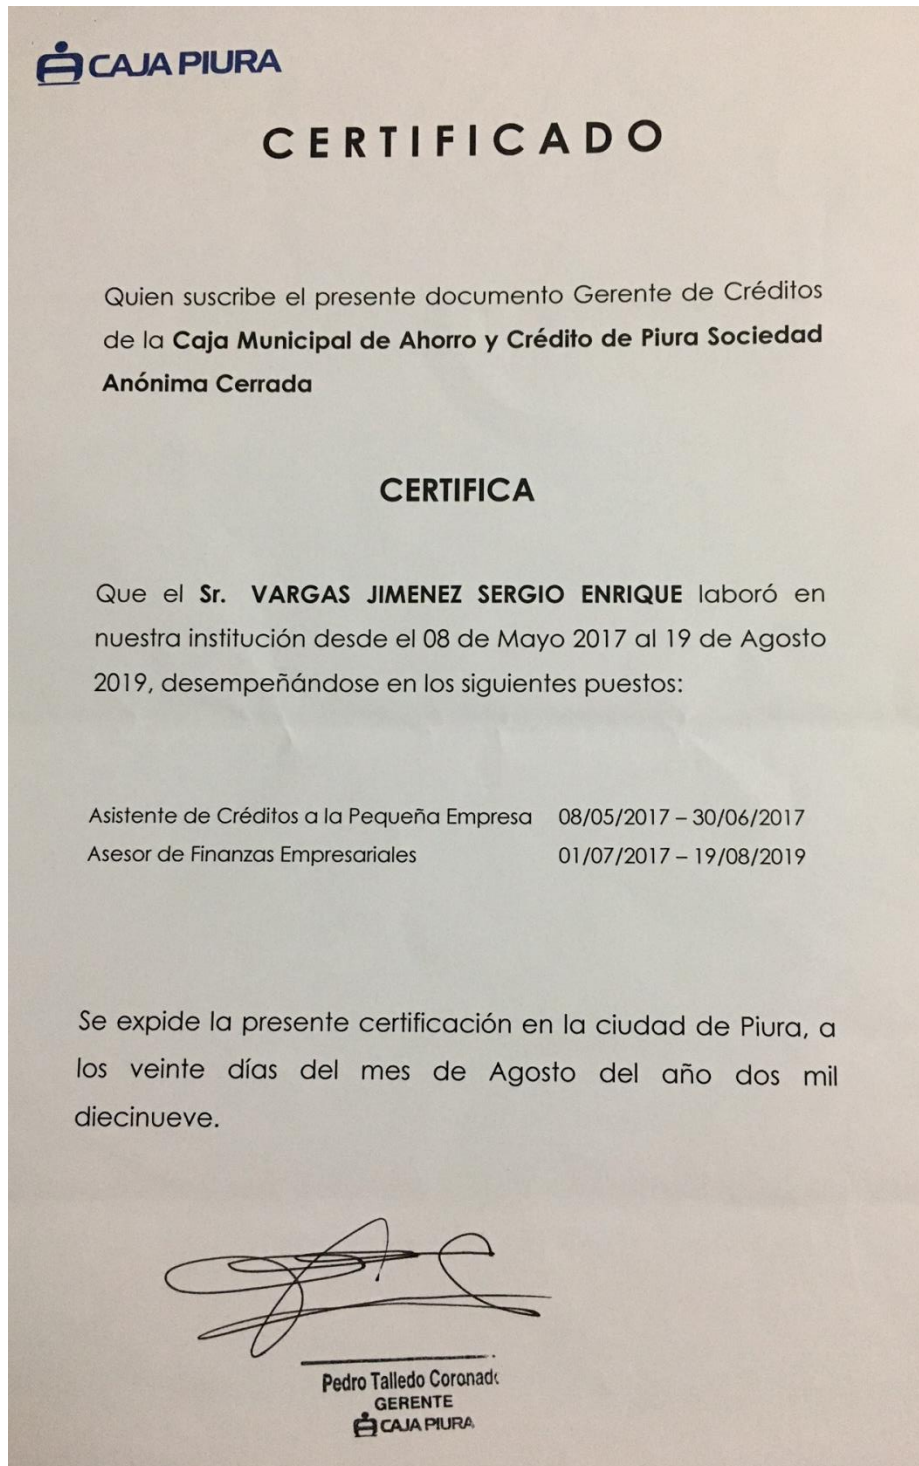 CAJA PIURA
CERTIFICADO
Quien suscribe el presente documento Gerente de Créditos
de la Caja Municipal de Ahorro y Crédito de Piura Sociedad
Anónima Cerrada
CERTIFICA
Que el Sr. VARGAS JIMENEZ SERGIO ENRIQUE laboró en
nuestra institución desde el 08 de Mayo 2017 al 19 de Agosto
2019, desempeñándose en los siguientes puestos:
Asistente de Créditos a la Pequeña Empresa 08/05/2017 – 30/06/2017
Asesor de Finanzas Empresariales 01/07/2017 – 19/08/2019
Se expide la presente certificación en la ciudad de Piura, a
los veinte días del mes de Agosto del año dos mil
diecinueve.
Pedro Talledo Coronado
GERENTE
CAJA PIURA